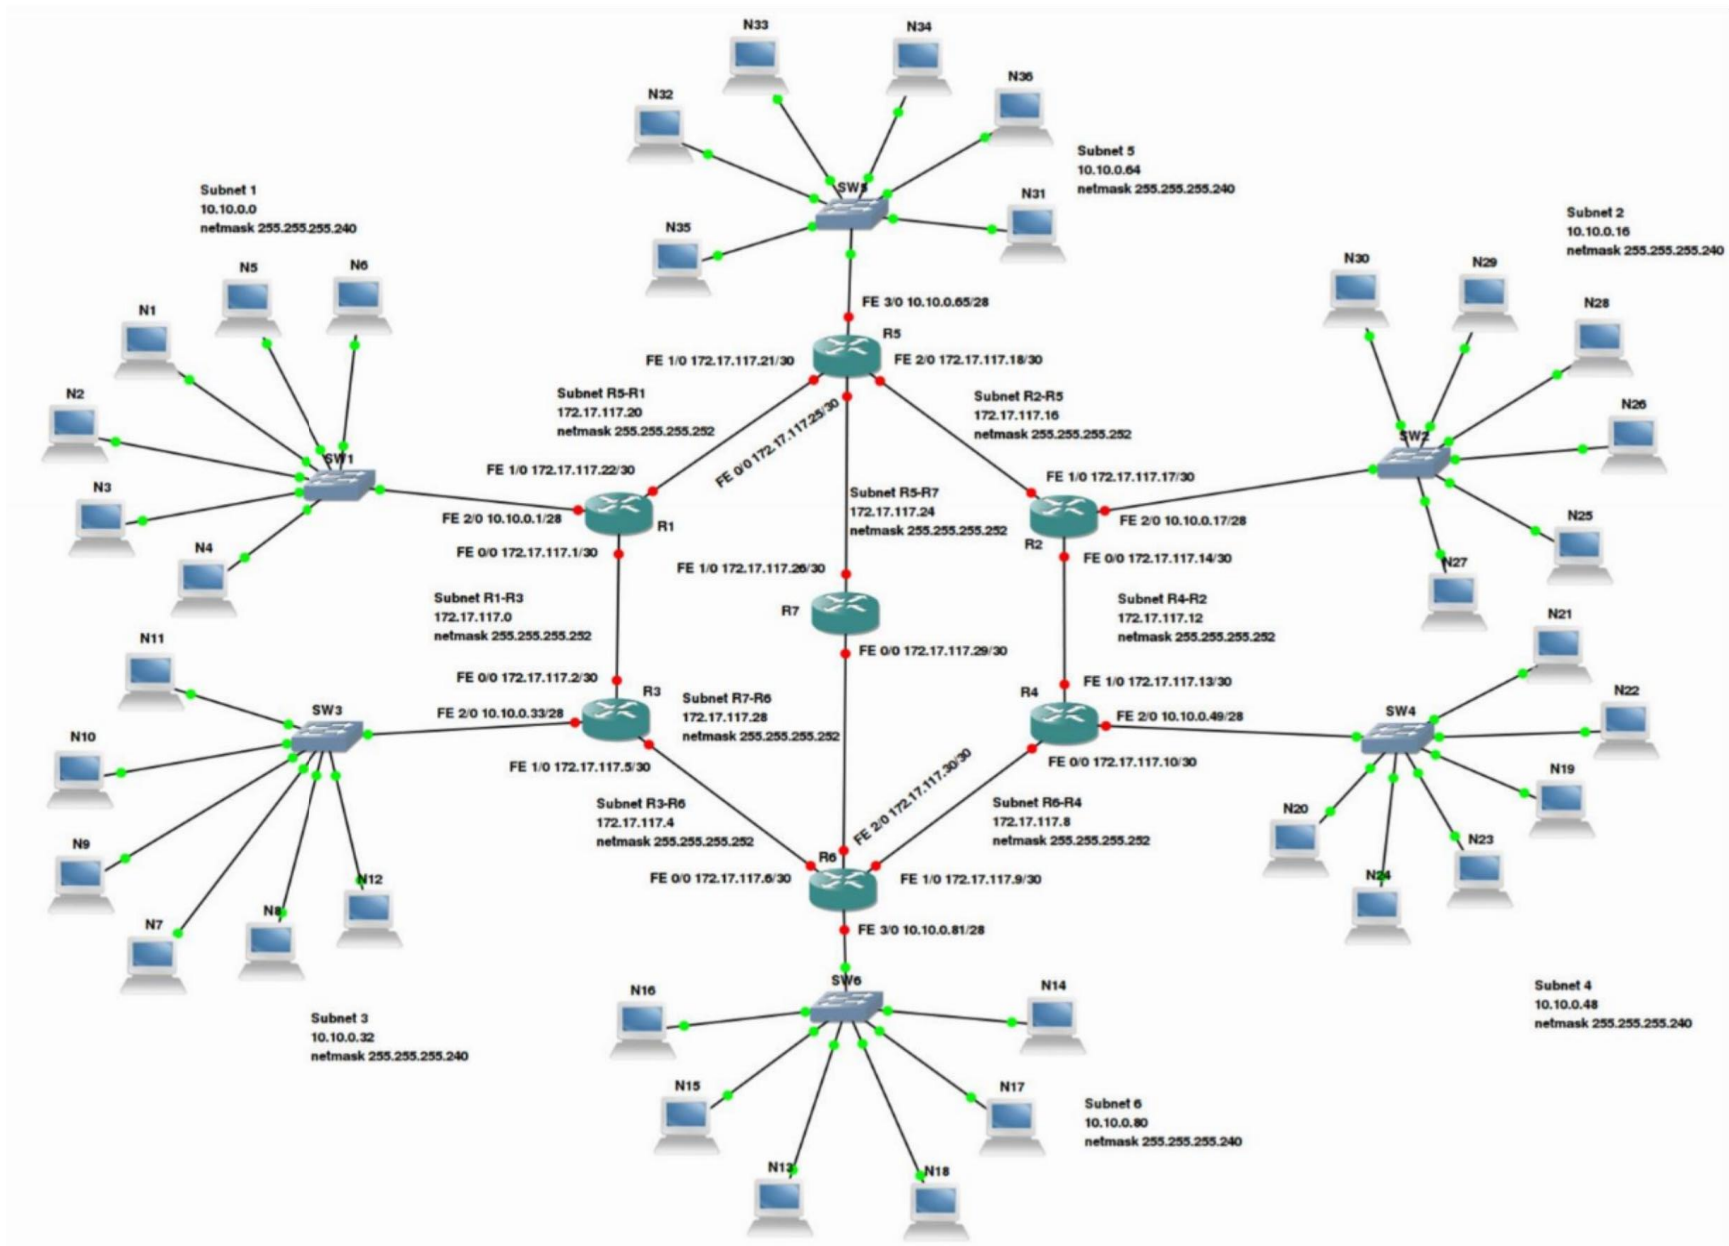 N33
N34
N36
N32
Subnet 5
10.10.0.64
netmask 255.255.255.240
SW5
N31
N35
Subnet 1
10.10.0.0
netmask 255.255.255.240
Subnet 2
10.10.0.16
netmask 255.255.255.240
N5
N6
N1
N2
SW1
N3
N4
N30
N29
N28
N26
SW2
N25
N27
FE 3/0 10.10.0.65/28
R5
FE 1/0 172.17.117.21/30
FE 2/0 172.17.117.18/30
Subnet R5-R1
172.17.117.20
netmask 255.255.255.252
FE 0/0 172.17.117.25/30
Subnet R2-R5
172.17.117.16
netmask 255.255.255.252
FE 1/0 172.17.117.22/30
FE 2/0 10.10.0.1/28
R1
FE 0/0 172.17.117.1/30
Subnet R5-R7
172.17.117.24
netmask 255.255.255.252
FE 1/0 172.17.117.17/30
FE 2/0 10.10.0.17/28
R2
FE 0/0 172.17.117.14/30
FE 1/0 172.17.117.26/30
R7
FE 0/0 172.17.117.29/30
Subnet R1-R3
172.17.117.0
netmask 255.255.255.252
Subnet R4-R2
172.17.117.12
netmask 255.255.255.252
FE 0/0 172.17.117.2/30
R3
FE 2/0 10.10.0.33/28
FE 1/0 172.17.117.5/30
Subnet R7-R6
172.17.117.28
netmask 255.255.255.252
R4
FE 1/0 172.17.117.13/30
FE 2/0 10.10.0.49/28
FE 0/0 172.17.117.10/30
N11
SW3
N10
N9
N7
N8
N12
N21
N22
SW4
N19
N20
N23
N24
Subnet R3-R6
172.17.117.4
netmask 255.255.255.252
FE 2/0 172.17.117.30/30
Subnet R6-R4
172.17.117.8
netmask 255.255.255.252
R6
FE 0/0 172.17.117.6/30
FE 1/0 172.17.117.9/30
FE 3/0 10.10.0.81/28
SW6
N16
N14
N15
N17
N13
N18
Subnet 3
10.10.0.32
netmask 255.255.255.240
Subnet 4
10.10.0.48
netmask 255.255.255.240
Subnet 6
10.10.0.80
netmask 255.255.255.240